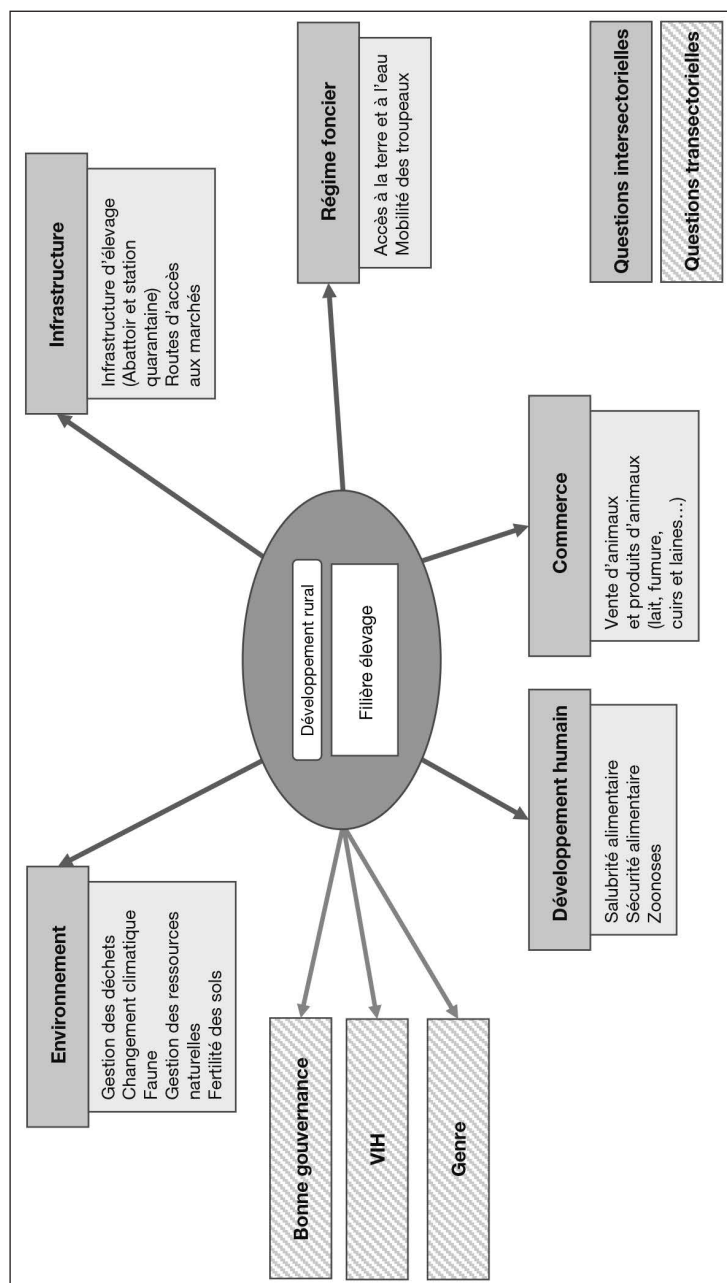 Environnement
Gestion des déchets
Changement climatique
Faune
Gestion des ressources
naturelles
Fertilité des sols
Infrastructure
Infrastructure d'élevage
(Abattoir et station
quarantaine)
Routes d'accès
aux marchés
Bonne gouvernance
VIH
Genre
Développement rural
Filière élevage
Régime foncier
Accès à la terre et à l'eau
Mobilité des troupeaux
Développement humain
Salubrité alimentaire
Sécurité alimentaire
Zoonoses
Commerce
Vente d'animaux
et produits d'animaux
(lait, fumure,
cuirs et laines…)
Questions intersectorielles
Questions transectorielles